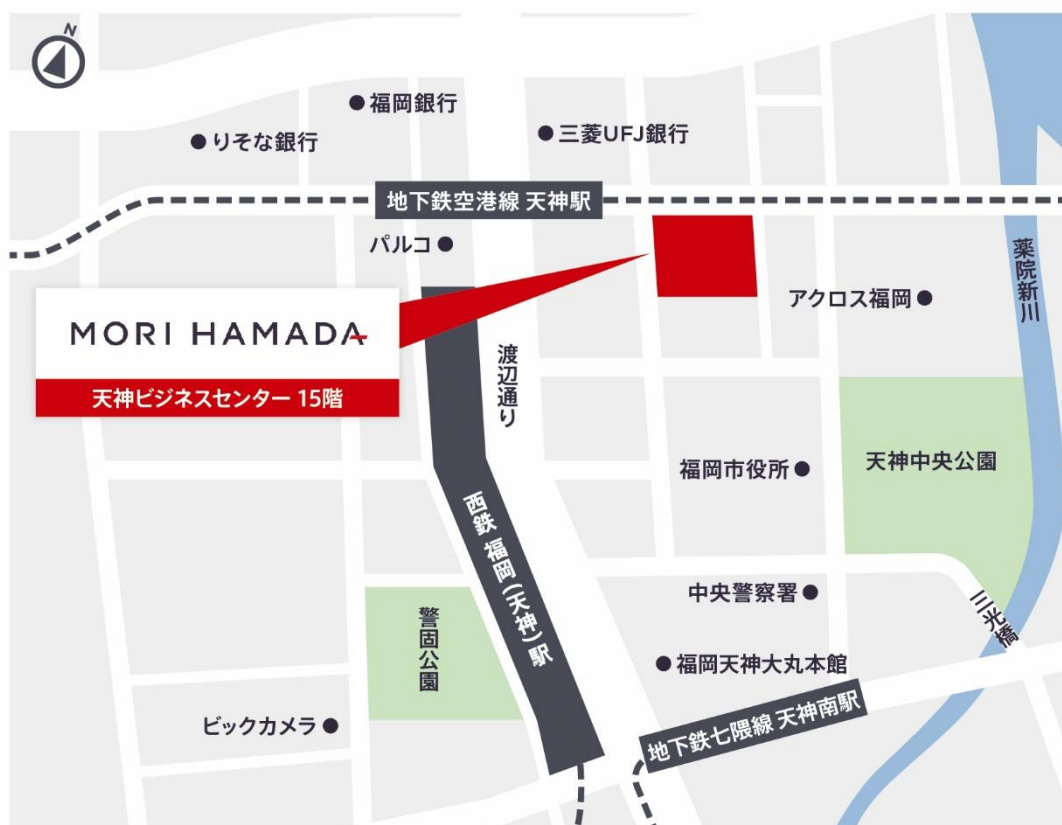 N
福岡銀行
りそな銀行
三菱UFJ銀行
地下鉄空港線 天神駅
パルコ
薬院新川
アクロス福岡
MORI HAMADA
天神ビジネスセンター 15階
渡辺通り
福岡市役所
天神中央公園
西鉄 福岡(天神)駅
中央警察署
三光橋
警固公園
福岡天神大丸本館
地下鉄七隈線 天神南駅
ビックカメラ